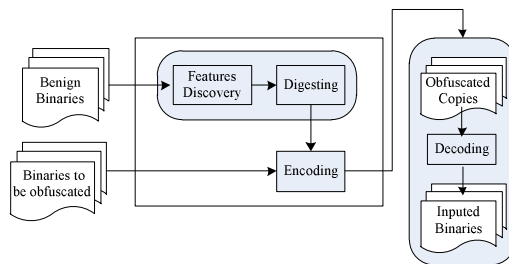 Benign
Binaries
Features
Discovery
Digesting
Obfuscated
Copies
Binaries to
be obfuscated
Encoding
Decoding
Inputed
Binaries